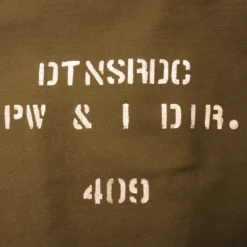 DTNSRDC
PW & I DIR.
409